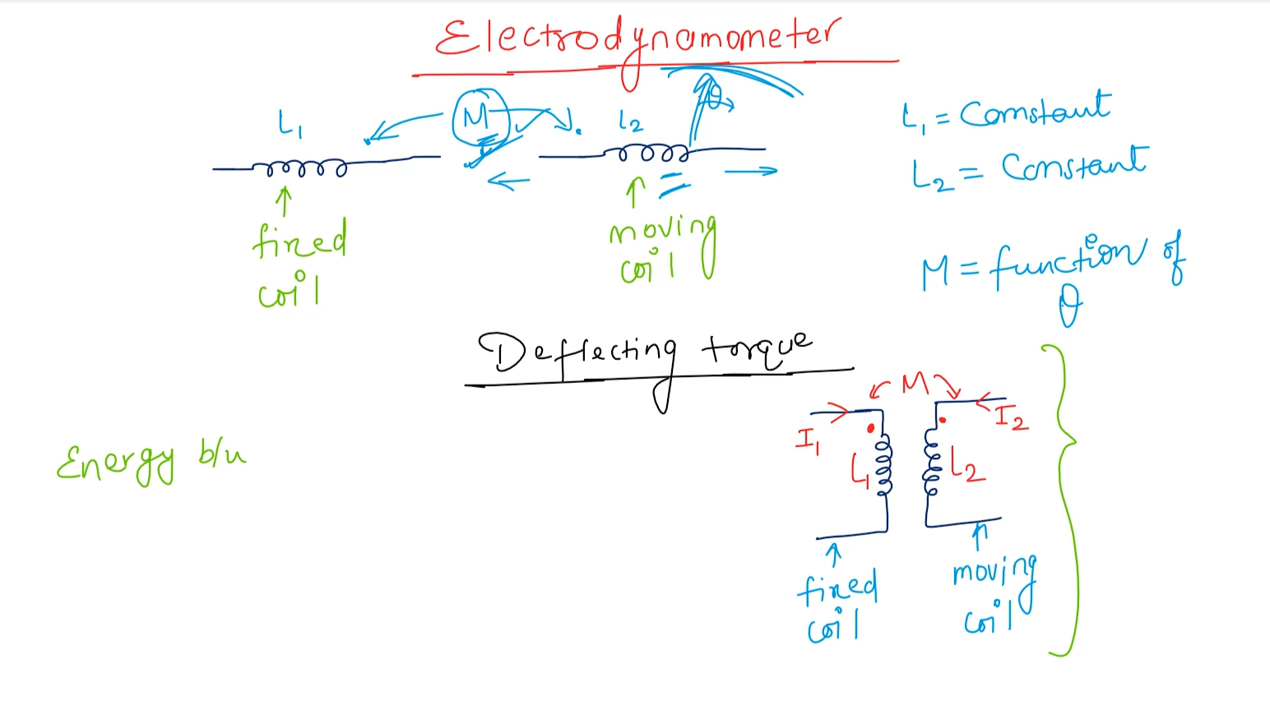 Electrodynamometer
L1
M
L2
θ
L1 = Constant
L2 = Constant
M = function of
θ
fixed
coil
moving
coil
Deflecting torque
M
I1
I2
L1
L2
Energy b/w
fixed
coil
moving
coil